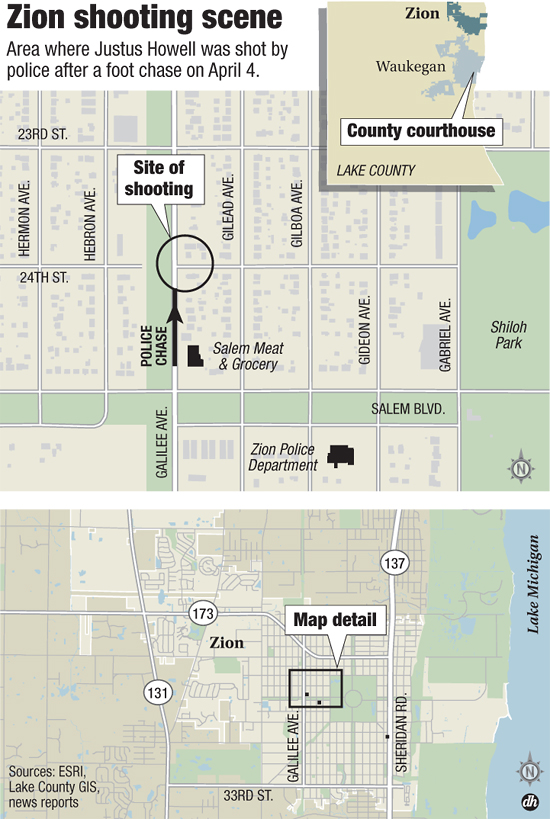 Zion shooting scene
Area where Justus Howell was shot by
police after a foot chase on April 4.
Zion
Waukegan
County courthouse
LAKE COUNTY
23RD ST.
Site of
shooting
HERMON AVE.
HEBRON AVE.
GILEAD AVE.
GILBOA AVE.
24TH ST.
POLICE
CHASE
Salem Meat
& Grocery
GIDEON AVE.
GABRIEL AVE.
Shiloh
Park
GALILEE AVE.
SALEM BLVD.
Zion Police
Department
N
137
Lake Michigan
173
Map detail
Zion
131
GALILEE AVE.
SHERIDAN RD.
Sources: ESRI,
Lake County GIS,
news reports
33RD ST.
N
dh